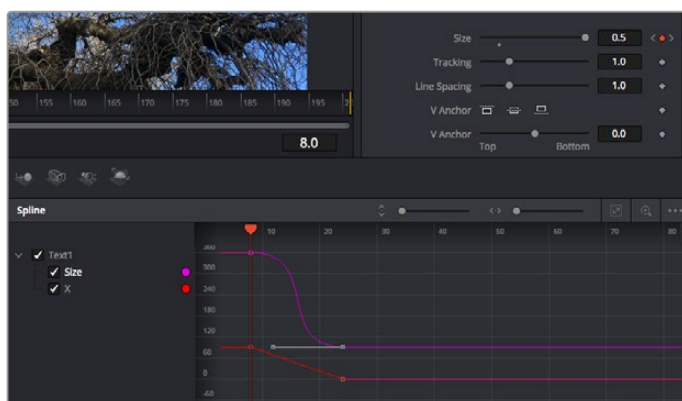 Size 0.5
Tracking 1.0
Line Spacing 1.0
V Anchor
V Anchor 0.0
Top Bottom
50 155 160 165 170 175 180 185 190 195
8.0
Spline
10 20 30 40 50 60 70 80
Text1
Size
X
300
240
180
120
60
0
-60